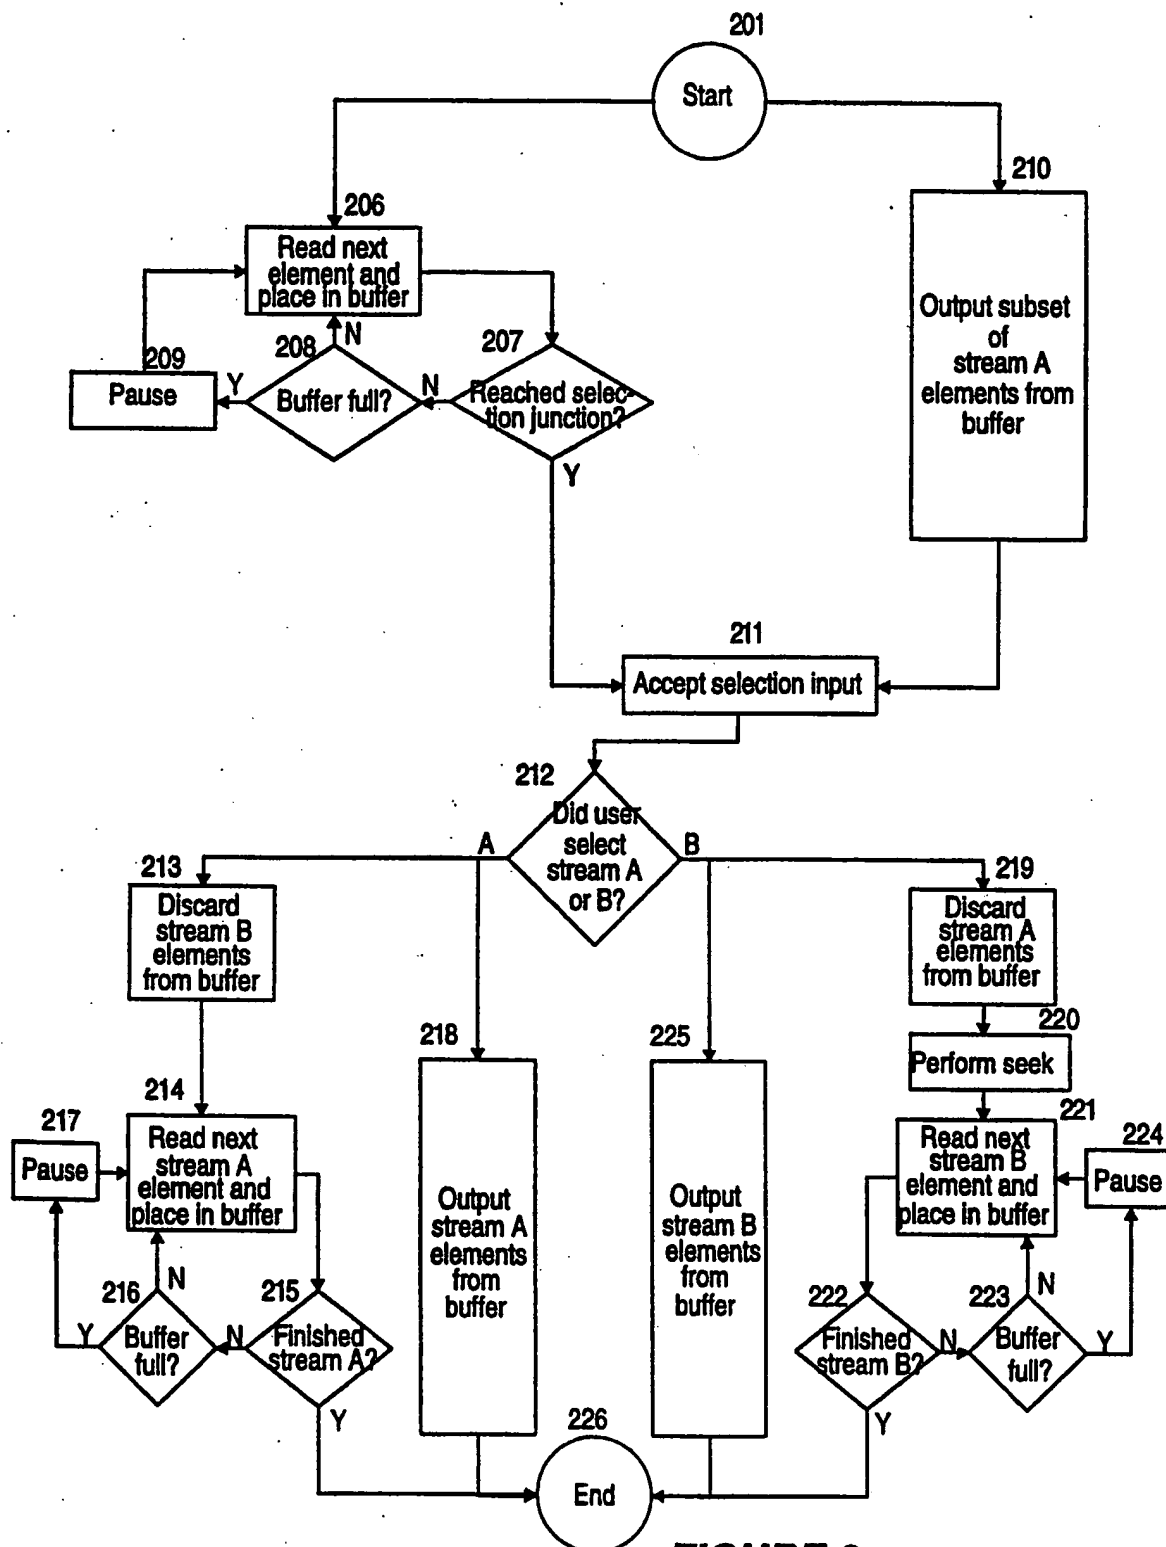 201
Start
206
Read next
element and
place in buffer
210
Output subset
of
stream A
elements from
buffer
N
208
207
209
Pause
Y
Buffer full?
N
Reached selec-
tion junction?
Y
211
Accept selection input
212
Did user
select
stream A
or B?
A
B
213
Discard
stream B
elements
from buffer
219
Discard
stream A
elements
from buffer
220
Perform seek
218
Output
stream A
elements
from
buffer
225
Output
stream B
elements
from
buffer
214
Read next
stream A
element and
place in buffer
217
Pause
221
Read next
stream B
element and
place in buffer
224
Pause
N
216
Buffer
full?
Y
N
215
Finished
stream A?
Y
222
Finished
stream B?
N
223
Buffer
full?
N
Y
Y
226
End